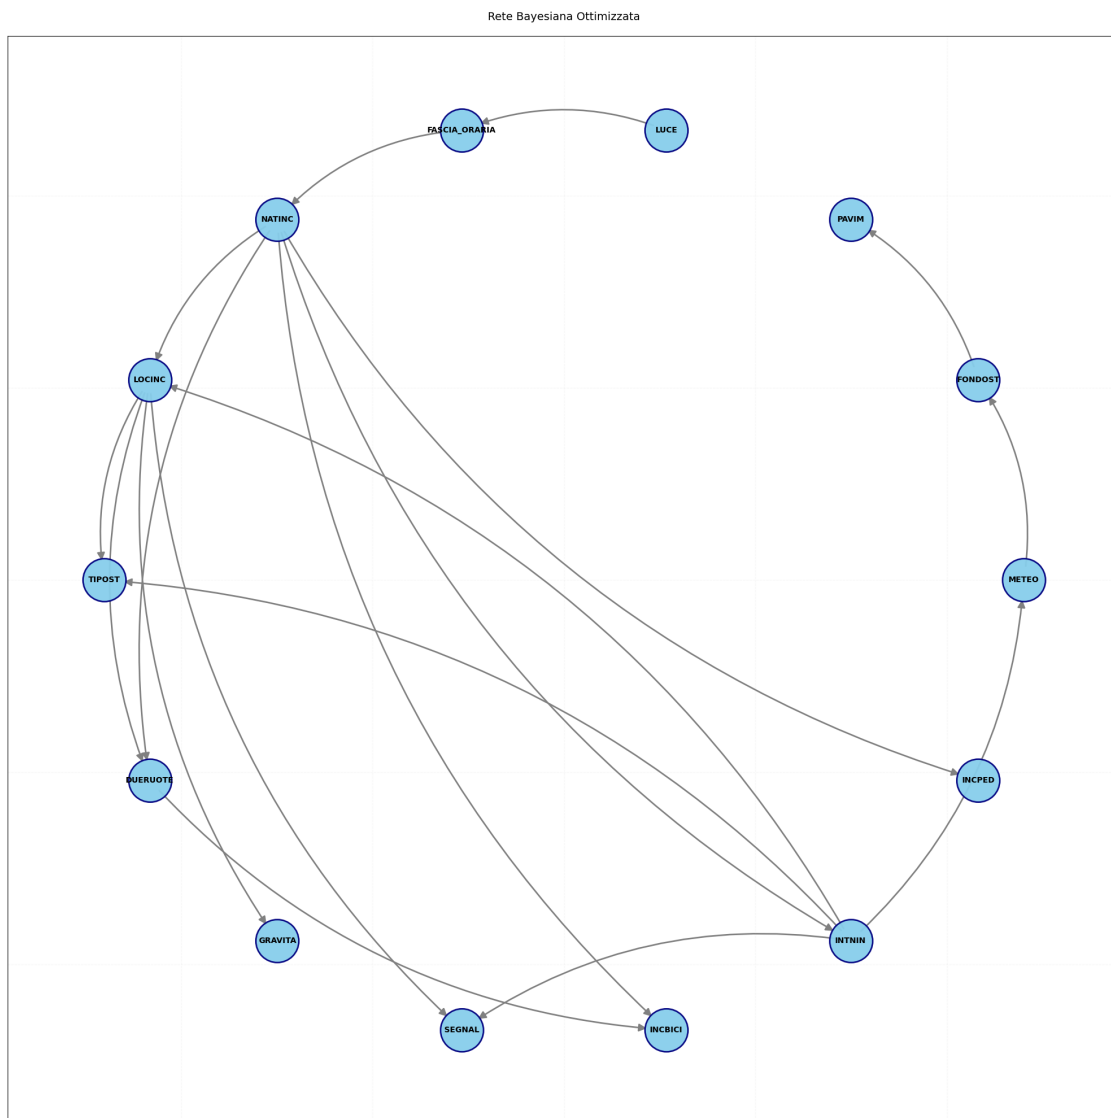 Rete Bayesiana Ottimizzata
FASCIA_ORARIA
LUCE
NATINC
PAVIM
LOCINC
FONDOST
TIPOST
METEO
DUERUOTE
INCPED
GRAVITA
INTNIN
SEGNAL
INCBICI